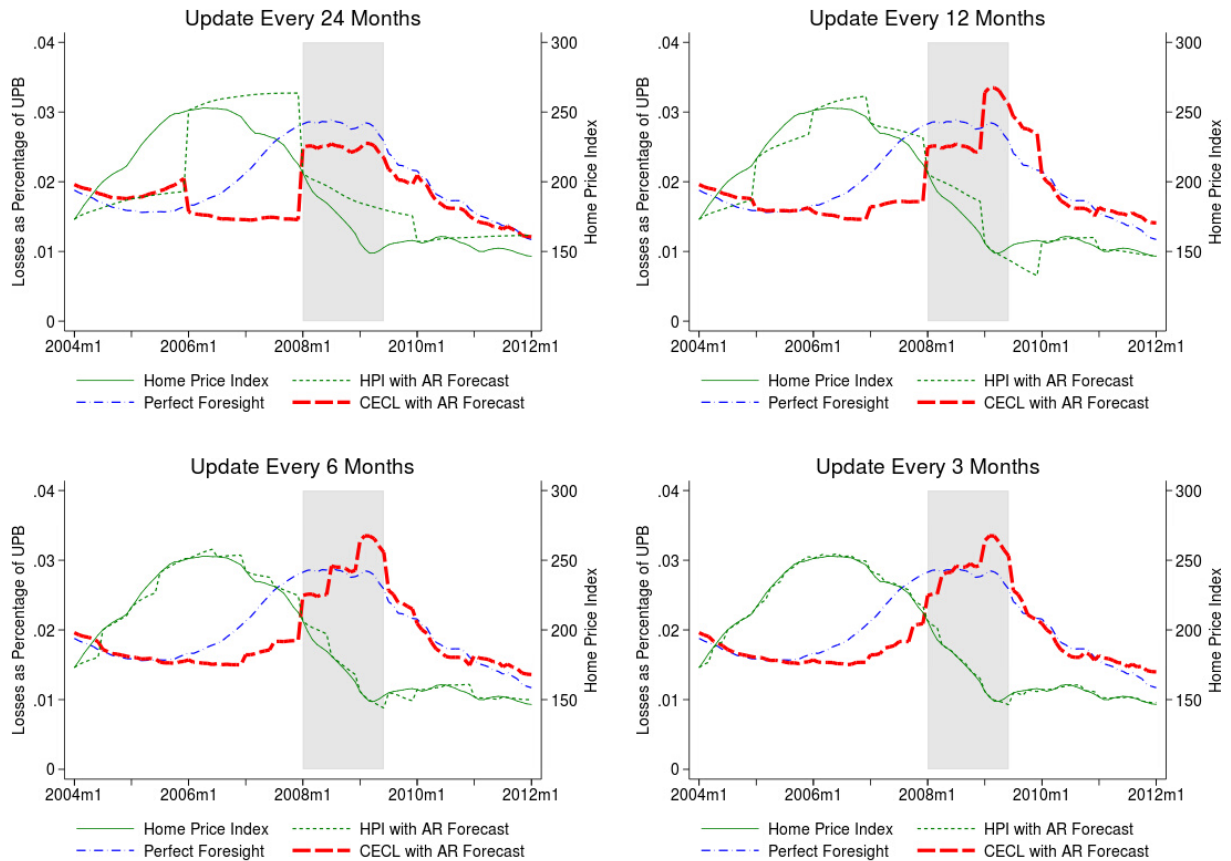 Update Every 24 Months
Losses as Percentage of UPB
.04
.03
.02
.01
0
300
250
200
150
Home Price Index
2004m1 2006m1 2008m1 2010m1 2012m1
Home Price Index HPI with AR Forecast
Perfect Foresight CECL with AR Forecast
Update Every 12 Months
Losses as Percentage of UPB
.04
.03
.02
.01
0
300
250
200
150
Home Price Index
2004m1 2006m1 2008m1 2010m1 2012m1
Home Price Index HPI with AR Forecast
Perfect Foresight CECL with AR Forecast
Update Every 6 Months
Losses as Percentage of UPB
.04
.03
.02
.01
0
300
250
200
150
Home Price Index
2004m1 2006m1 2008m1 2010m1 2012m1
Home Price Index HPI with AR Forecast
Perfect Foresight CECL with AR Forecast
Update Every 3 Months
Losses as Percentage of UPB
.04
.03
.02
.01
0
300
250
200
150
Home Price Index
2004m1 2006m1 2008m1 2010m1 2012m1
Home Price Index HPI with AR Forecast
Perfect Foresight CECL with AR Forecast